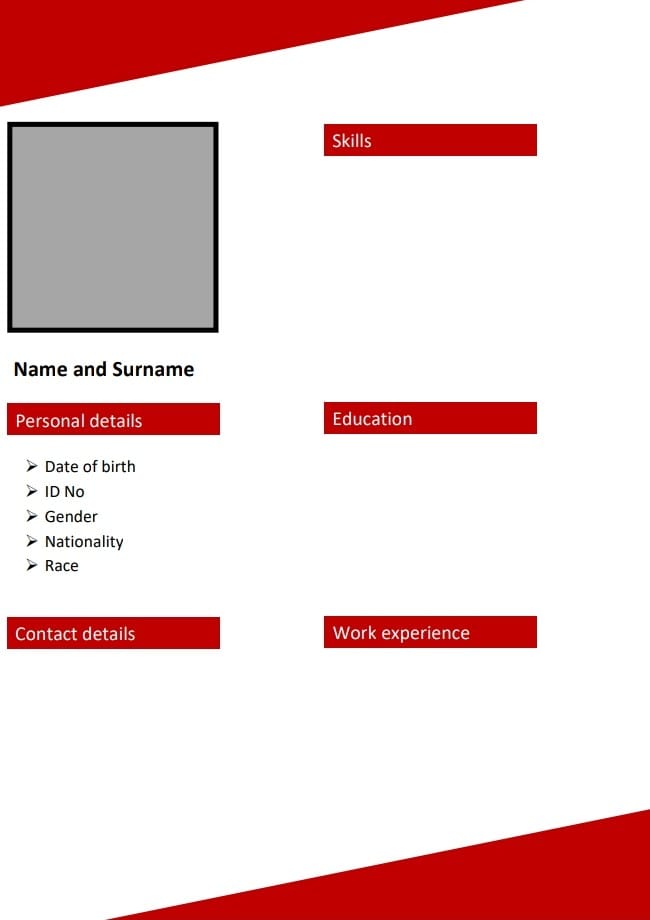 Skills
Name and Surname
Personal details
➢ Date of birth
➢ ID No
➢ Gender
➢ Nationality
➢ Race
Education
Contact details
Work experience